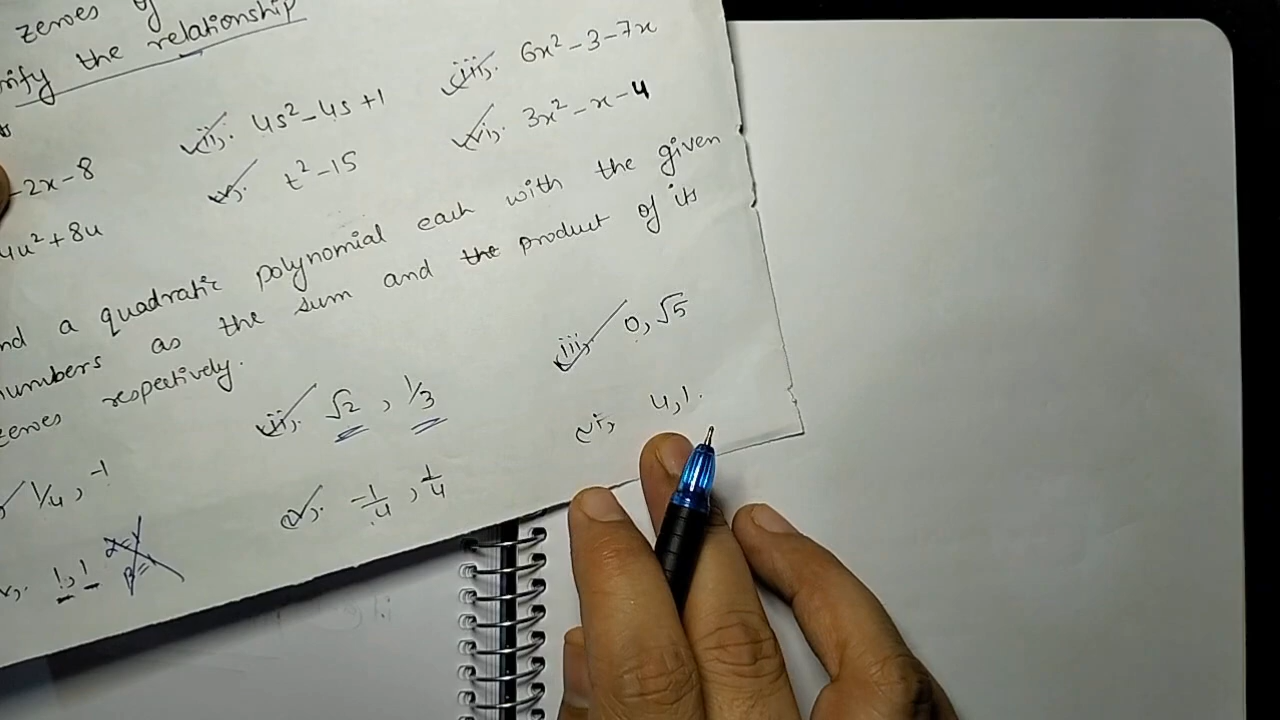 zeroes of
rify the relationship
ii, 4s² - 4s + 1 iii, 6x² - 3 - 7x
-2x - 8 v, t² - 15 vi, 3x² - x - 4
4u² + 8u
nd a quadratic polynomial each with the given
numbers as the sum and the product of its
zeroes respectively.
1/4, -1 ii, √2, 1/3 iii, 0, √5
v, 1, 1 v, -1/4, 1/4 vi, 4, 1.